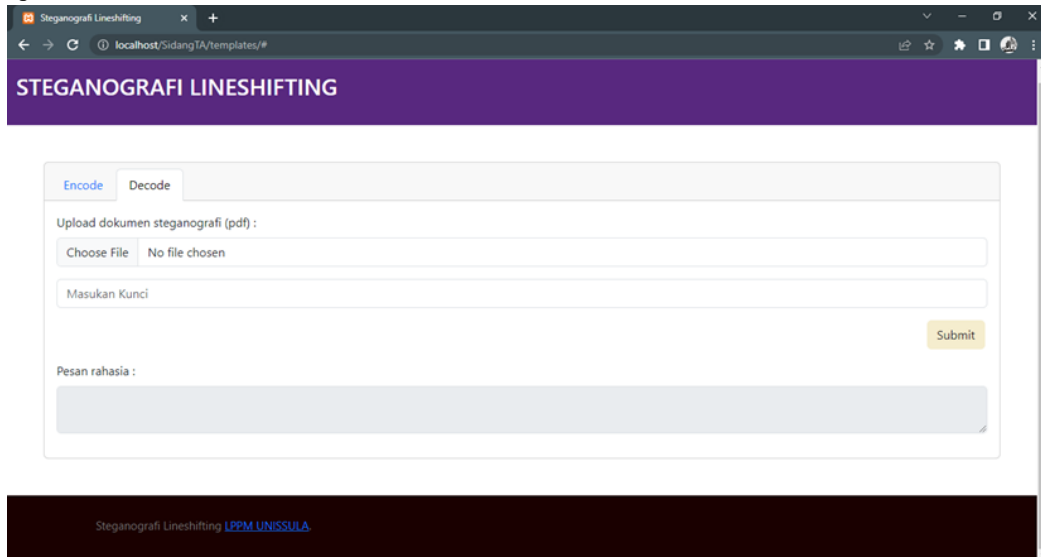 Steganografi Lineshifting
localhost/SidangTA/templates/#
STEGANOGRAFI LINESHIFTING
Encode Decode
Upload dokumen steganografi (pdf) :
Choose File No file chosen
Masukan Kunci
Submit
Pesan rahasia :
Steganografi Lineshifting LPPM UNISSULA.